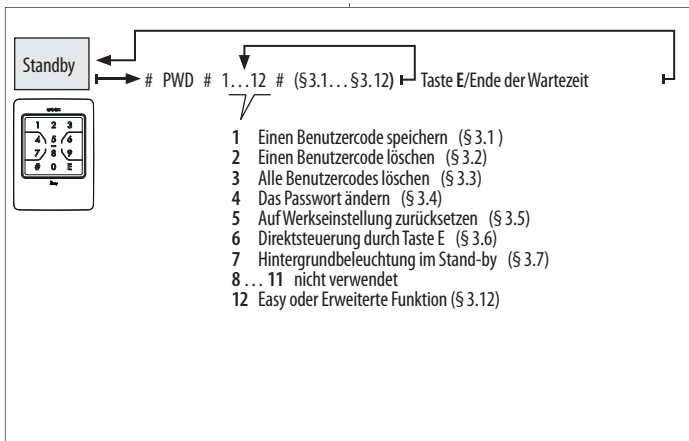 Standby
# PWD # 1...12 # (§3.1...§3.12) Taste E/Ende der Wartezeit
1 2 3
4 5 6
7 8 9
# 0 E
1 Einen Benutzercode speichern (§ 3.1 )
2 Einen Benutzercode löschen (§ 3.2)
3 Alle Benutzercodes löschen (§ 3.3)
4 Das Passwort ändern (§ 3.4)
5 Auf Werkseinstellung zurücksetzen (§ 3.5)
6 Direktsteuerung durch Taste E (§ 3.6)
7 Hintergrundbeleuchtung im Stand-by (§ 3.7)
8 . . . 11 nicht verwendet
12 Easy oder Erweiterte Funktion (§ 3.12)